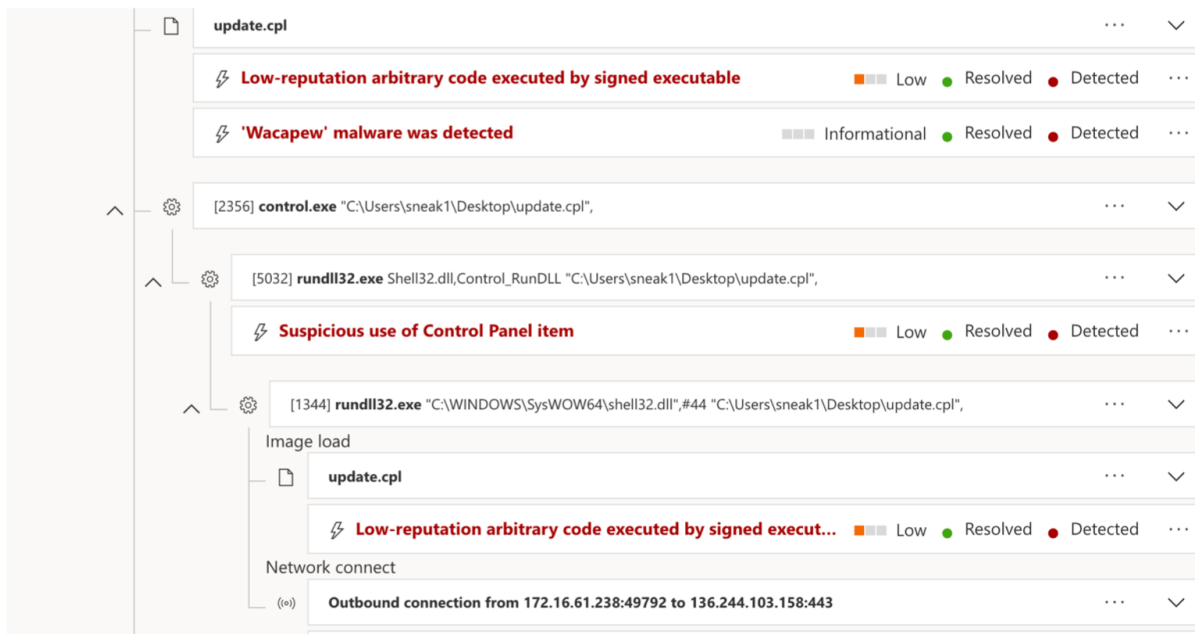 update.cpl
Low-reputation arbitrary code executed by signed executable Low Resolved Detected
'Wacapew' malware was detected Informational Resolved Detected
[2356] control.exe "C:\Users\sneak1\Desktop\update.cpl",
[5032] rundll32.exe Shell32.dll,Control_RunDLL "C:\Users\sneak1\Desktop\update.cpl",
Suspicious use of Control Panel item Low Resolved Detected
[1344] rundll32.exe "C:\WINDOWS\SysWOW64\shell32.dll",#44 "C:\Users\sneak1\Desktop\update.cpl",
Image load
update.cpl
Low-reputation arbitrary code executed by signed execut... Low Resolved Detected
Network connect
Outbound connection from 172.16.61.238:49792 to 136.244.103.158:443